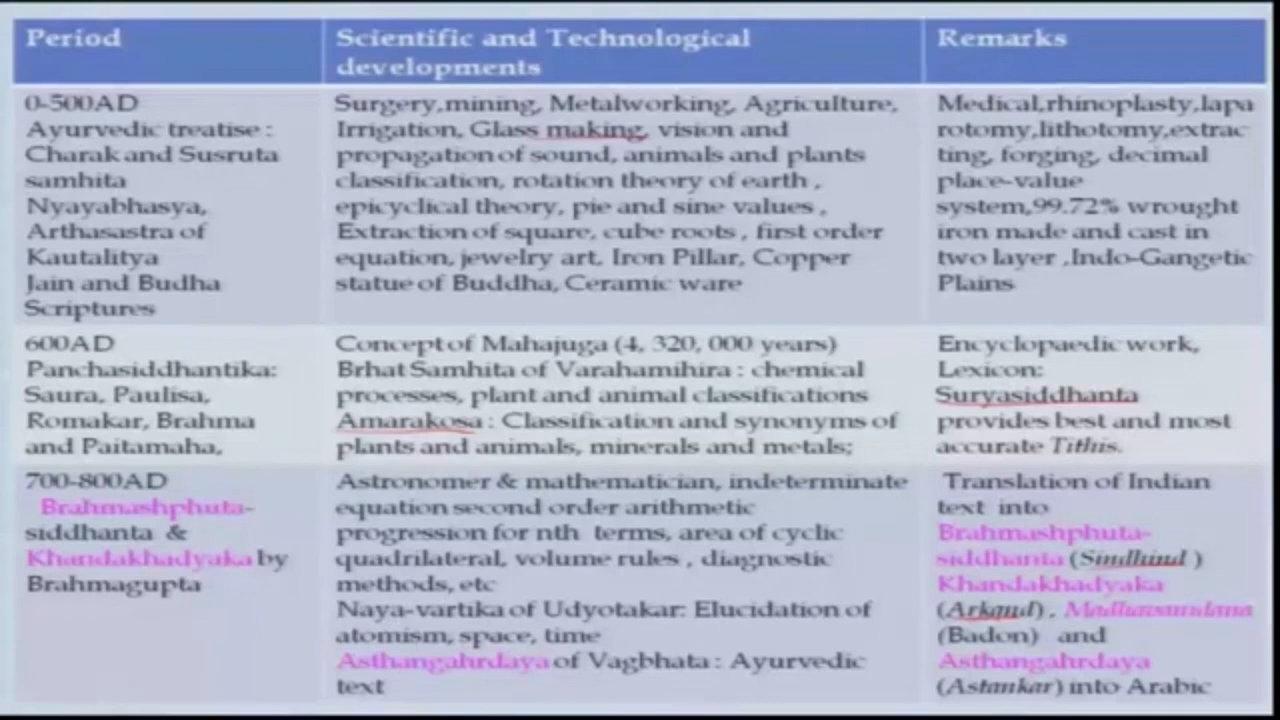 Period
Scientific and Technological
developments
Remarks
0-500AD
Ayurvedic treatise :
Charak and Susruta
samhita
Nyayabhasya,
Arthasastra of
Kautalitya
Jain and Budha
Scriptures
Surgery,mining, Metalworking, Agriculture,
Irrigation, Glass making, vision and
propagation of sound, animals and plants
classification, rotation theory of earth ,
epicyclical theory, pie and sine values ,
Extraction of square, cube roots , first order
equation, jewelry art, Iron Pillar, Copper
statue of Buddha, Ceramic ware
Medical,rhinoplasty,lapa
rotomy,lithotomy,extrac
ting, forging, decimal
place-value
system,99.72% wrought
iron made and cast in
two layer ,Indo-Gangetic
Plains
600AD
Panchasiddhantika:
Saura, Paulisa,
Romakar, Brahma
and Paitamaha,
Concept of Mahajuga (4, 320, 000 years)
Brhat Samhita of Varahamihira : chemical
processes, plant and animal classifications
Amarakosa : Classification and synonyms of
plants and animals, minerals and metals;
Encyclopaedic work,
Lexicon:
Suryasiddhanta
provides best and most
accurate Tithis.
700-800AD
Brahmashphuta-
siddhanta &
Khandakhadyaka by
Brahmagupta
Astronomer & mathematician, indeterminate
equation second order arithmetic
progression for nth terms, area of cyclic
quadrilateral, volume rules , diagnostic
methods, etc
Naya-vartika of Udyotakar: Elucidation of
atomism, space, time
Asthangahrdaya of Vagbhata : Ayurvedic
text
Translation of Indian
text into
Brahmashphuta-
siddhanta (Sindhind )
Khandakhadyaka
(Arkand) ,
(Badon) and
Asthangahrdaya
(Astankar) into Arabic